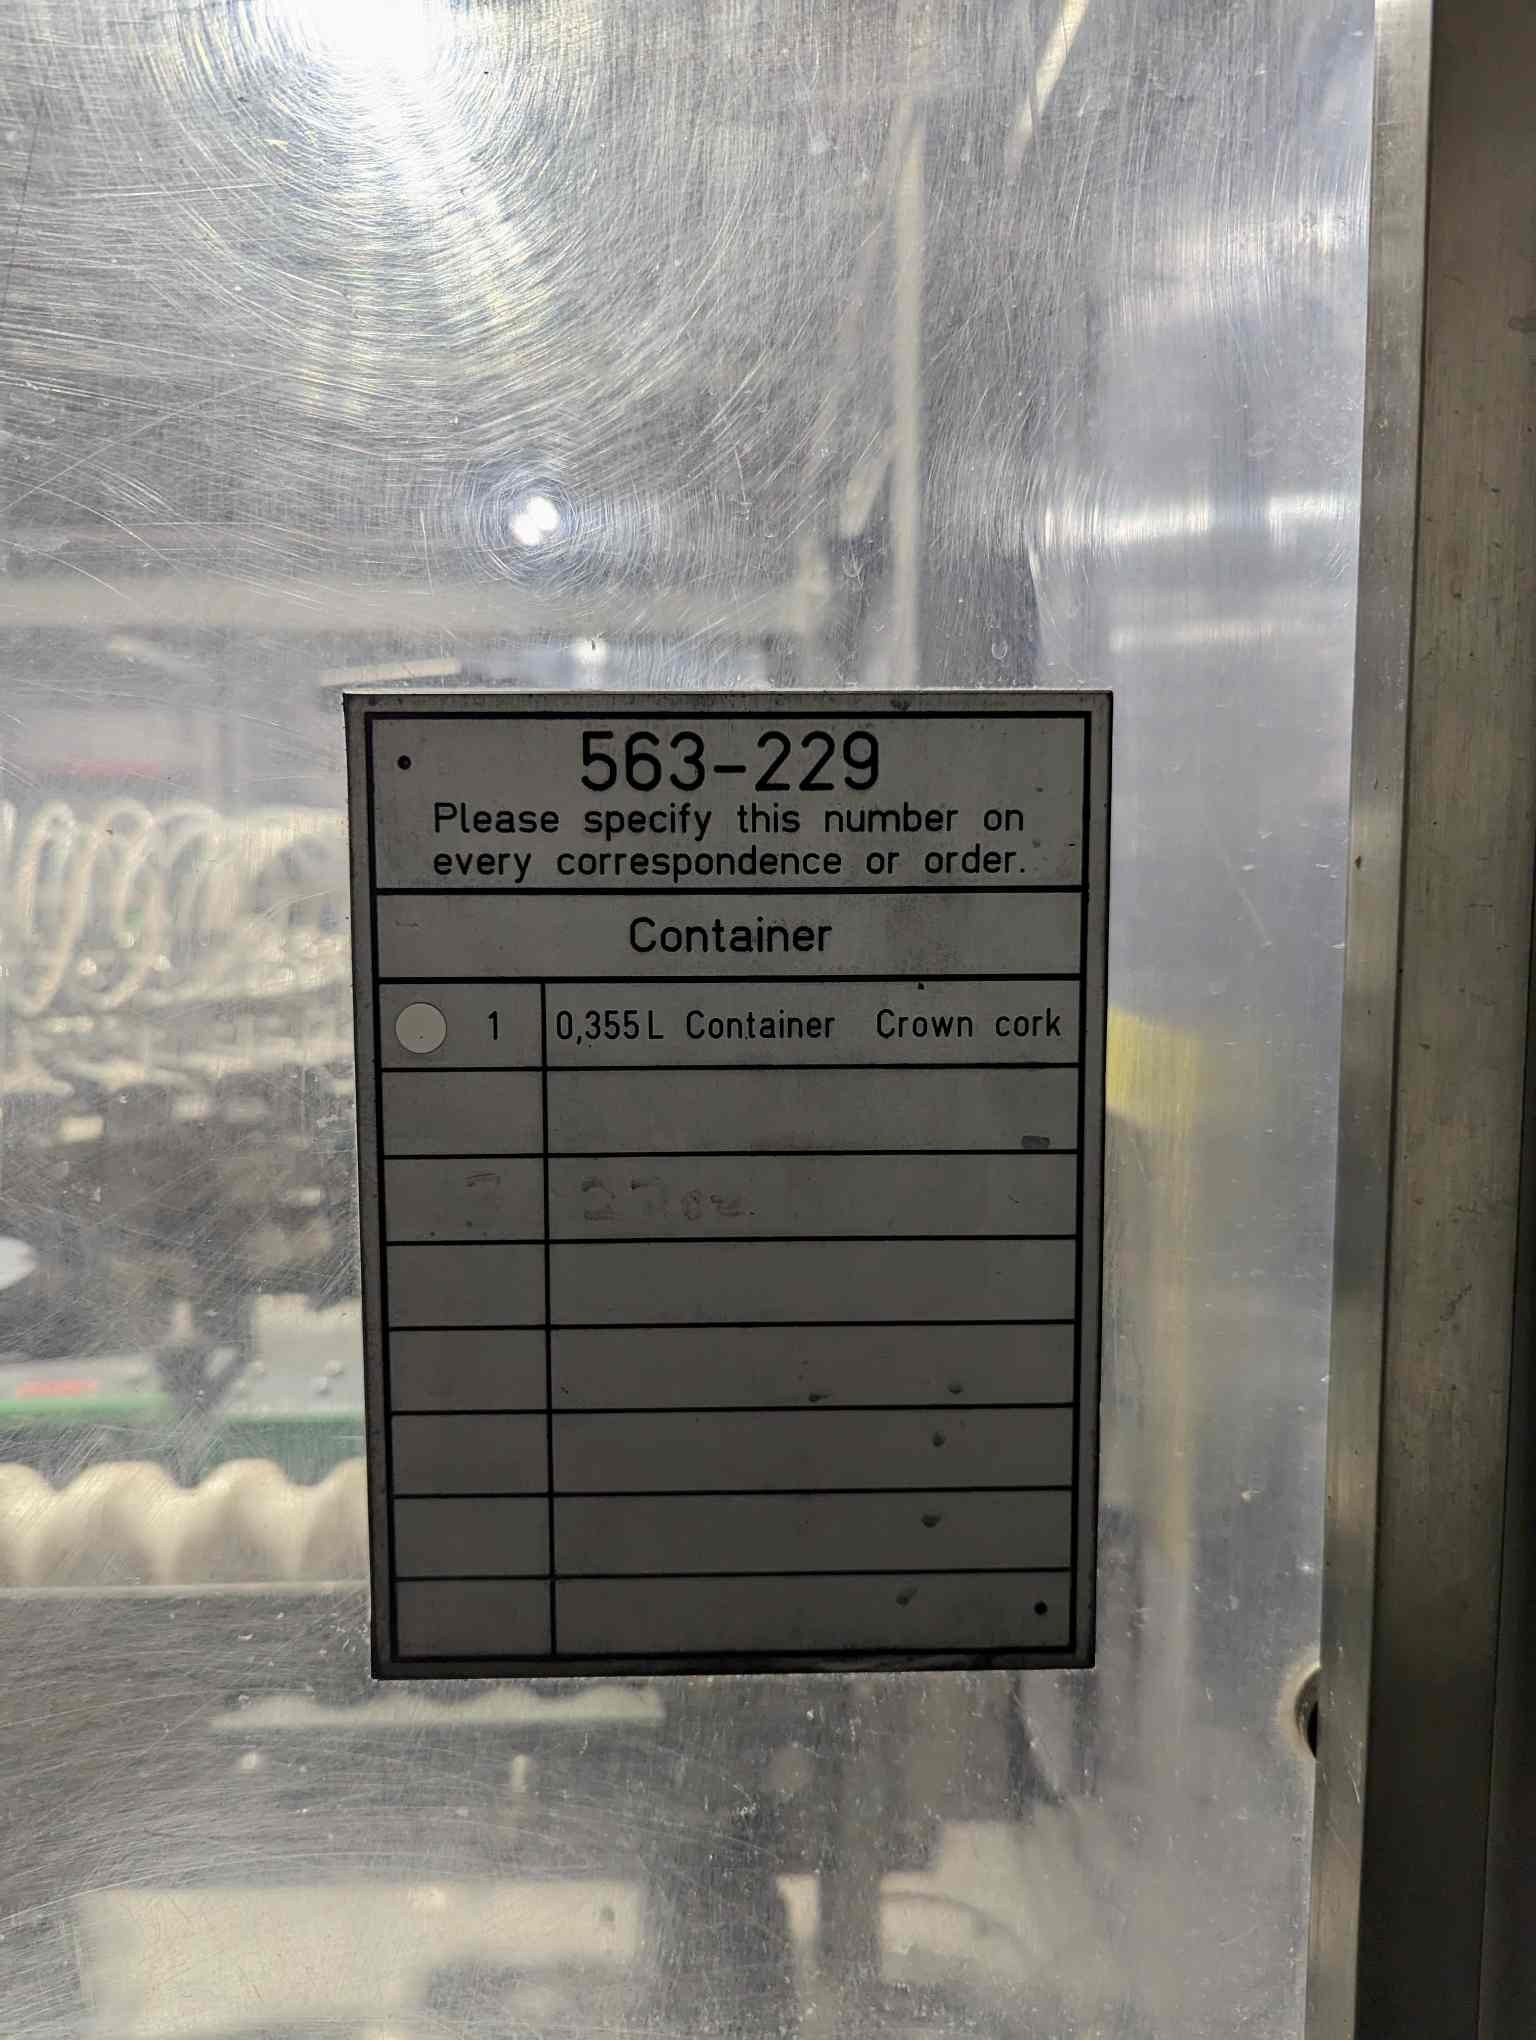 563-229
Please specify this number on
every correspondence or order.
Container
1 0,355 L Container Crown cork